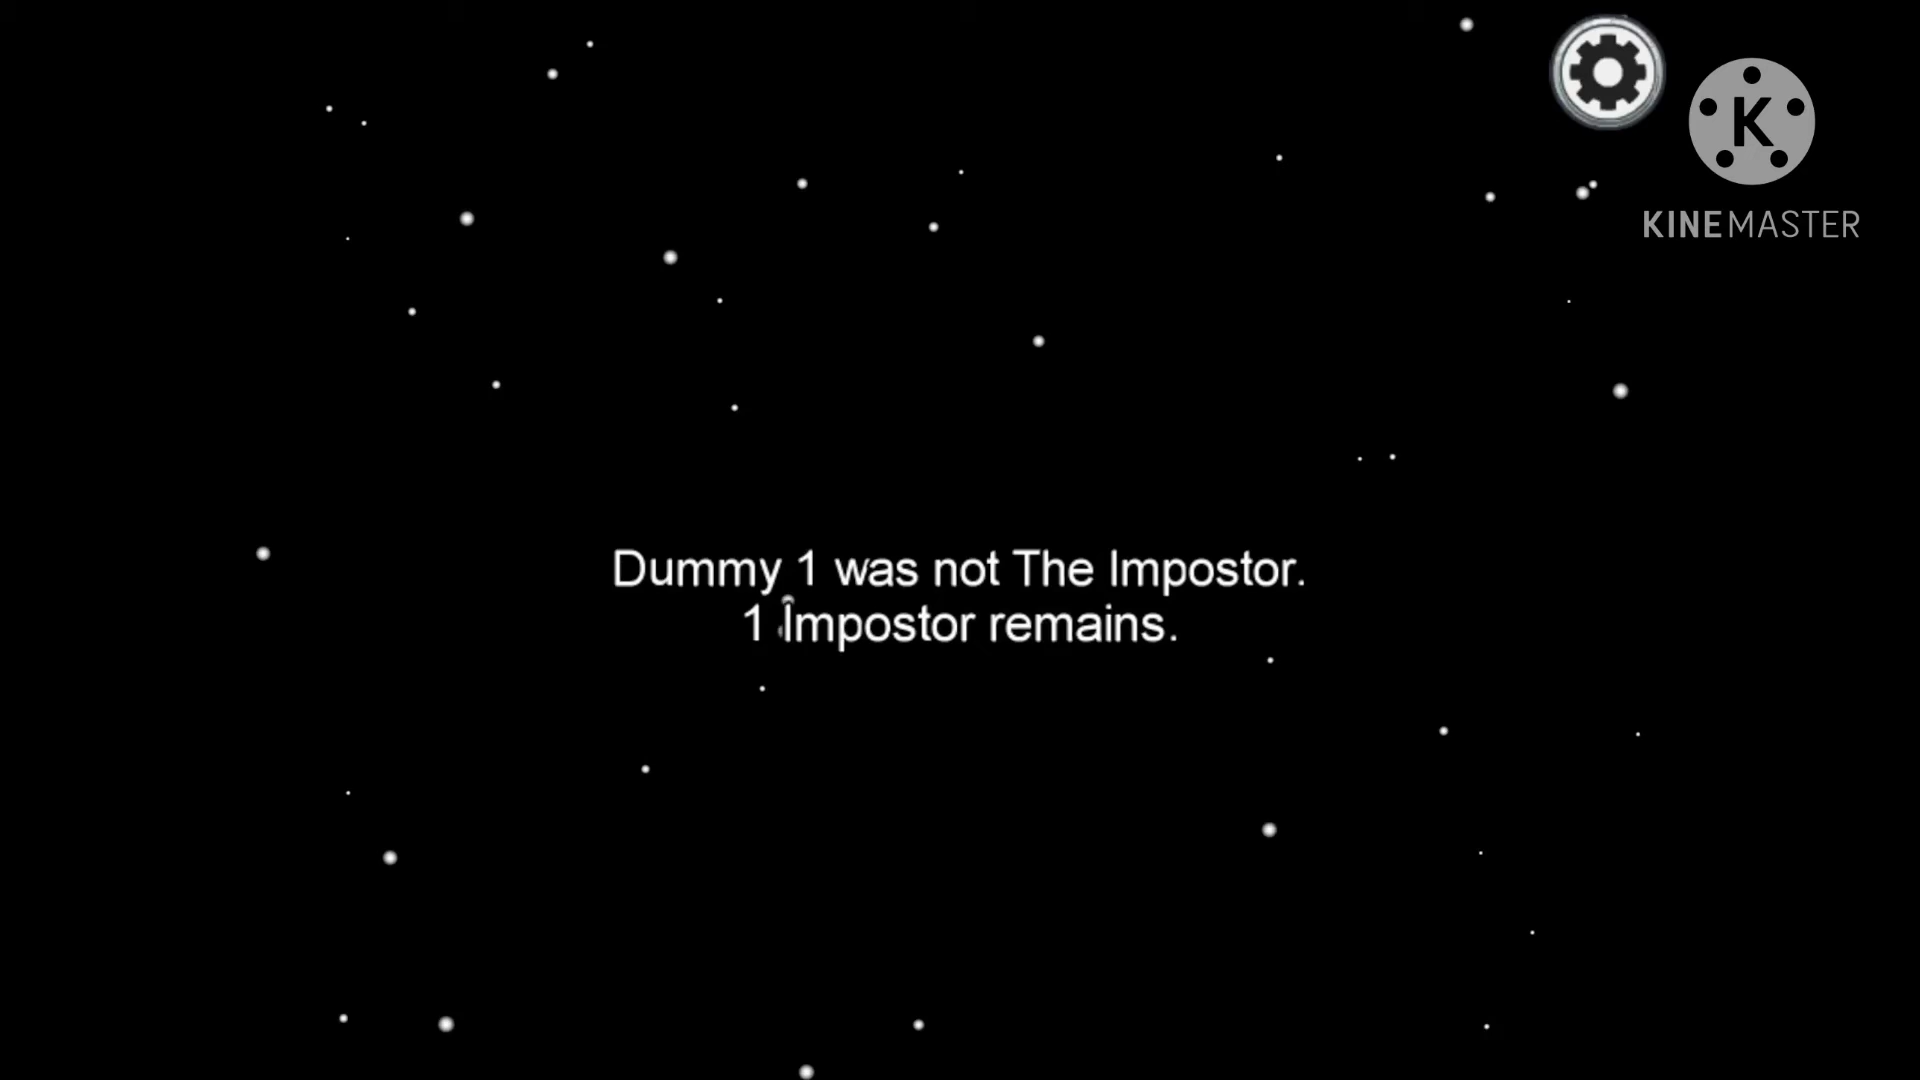 K
KINEMASTER
Dummy 1 was not The Impostor.
1 Impostor remains.